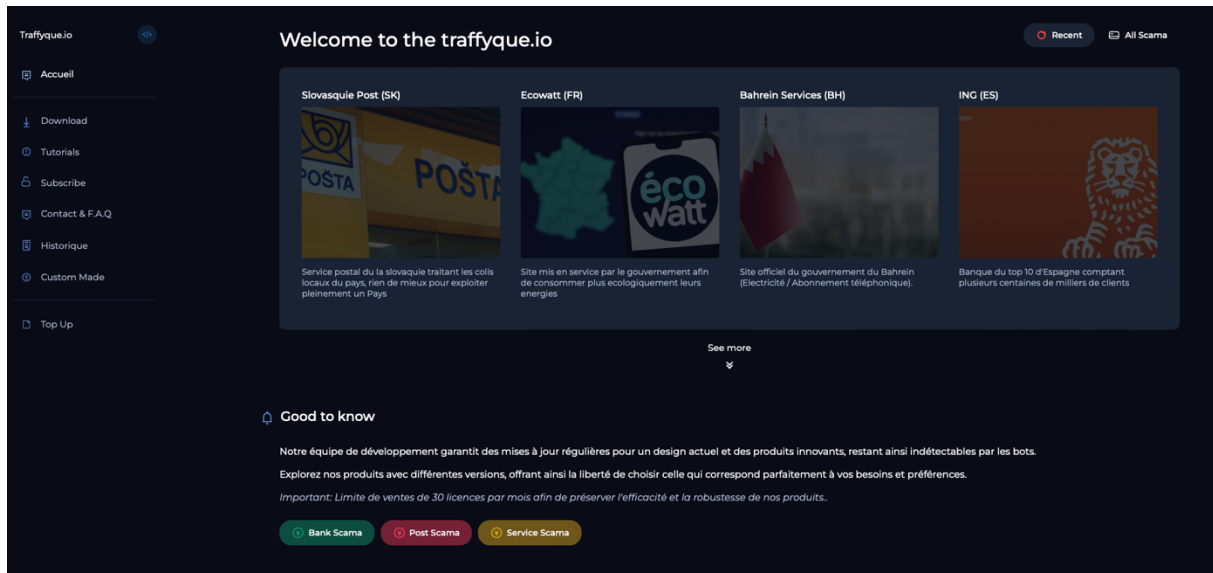 Traffyque.io
Accueil
Download
Tutorials
Subscribe
Contact & F.A.Q
Historique
Custom Made
Top Up
Welcome to the traffyque.io
Recent
All Scama
Slovasquie Post (SK)
POŠTA
POŠTA
Service postal du la slovaquie traitant les colis
locaux du pays, rien de mieux pour exploiter
pleinement un Pays
Ecowatt (FR)
éco
watt
Site mis en service par le gouvernement afin
de consommer plus ecologiquement leurs
energies
Bahrein Services (BH)
Site officiel du gouvernement du Bahrein
(Electricité / Abonnement téléphonique).
ING (ES)
Banque du top 10 d'Espagne comptant
plusieurs centaines de milliers de clients
See more
Good to know
Notre équipe de développement garantit des mises à jour régulières pour un design actuel et des produits innovants, restant ainsi indétectables par les bots.
Explorez nos produits avec différentes versions, offrant ainsi la liberté de choisir celle qui correspond parfaitement à vos besoins et préférences.
Important: Limite de ventes de 30 licences par mois afin de préserver l'efficacité et la robustesse de nos produits..
Bank Scama
Post Scama
Service Scama